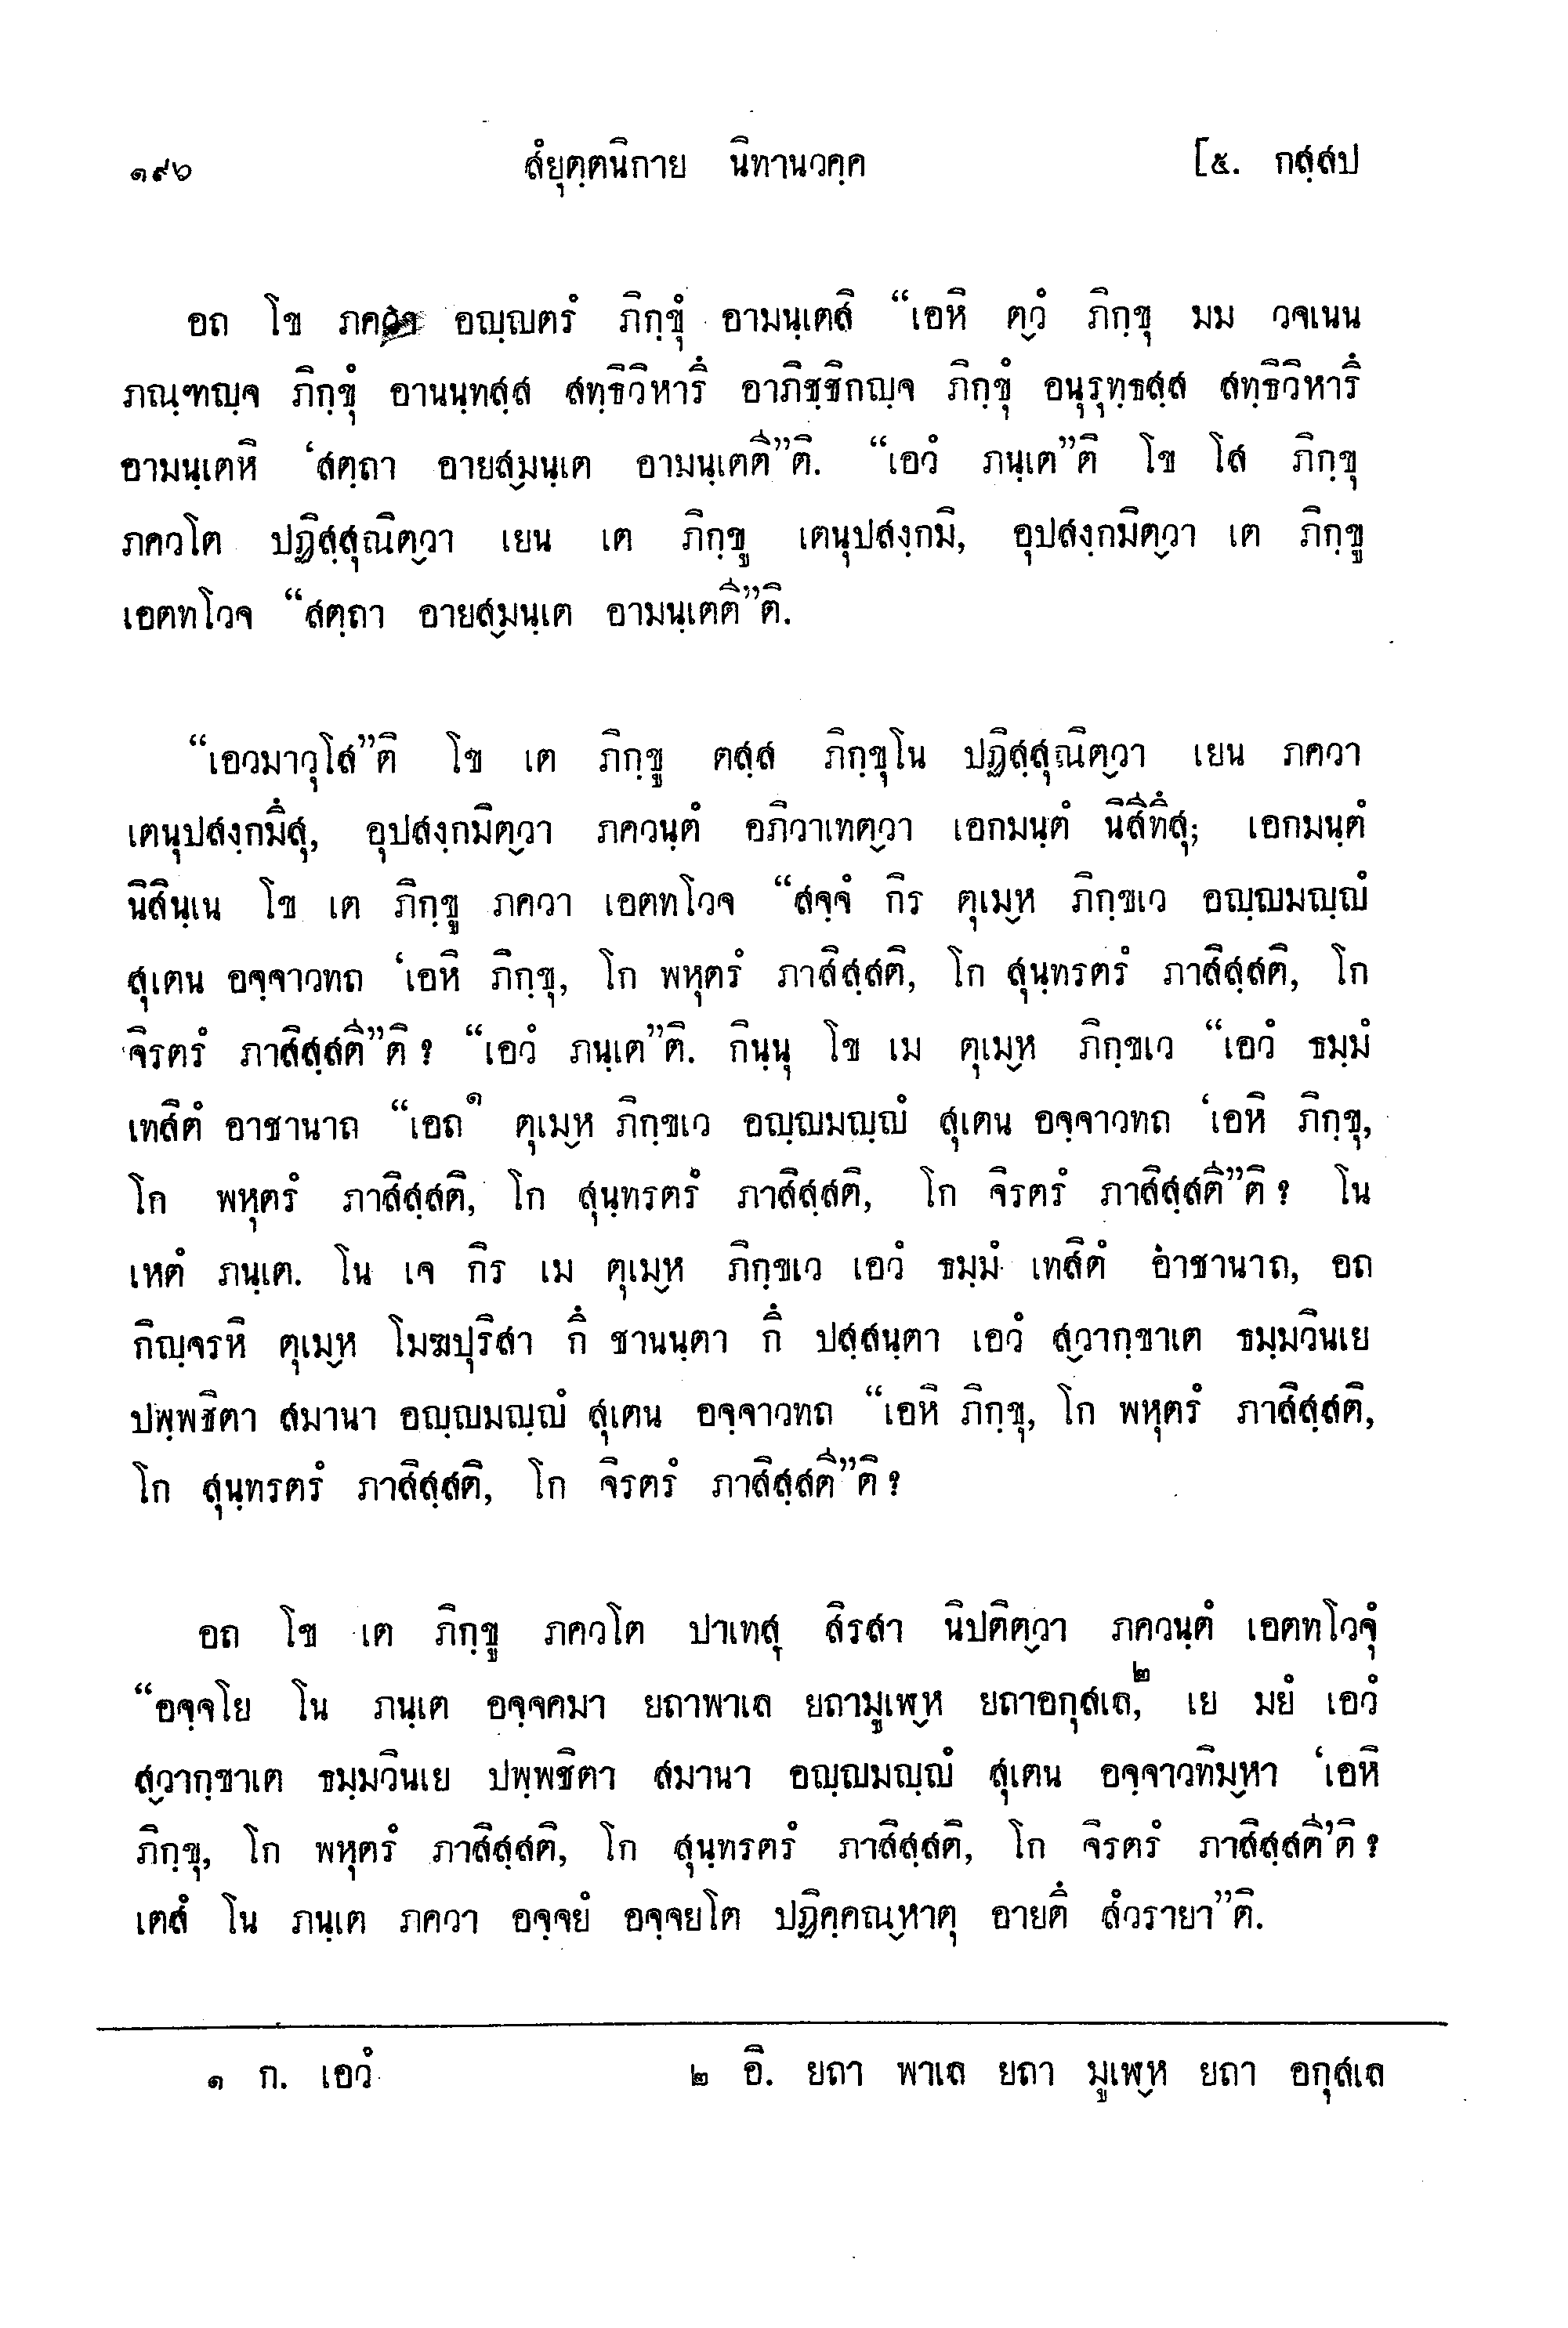 ๑๙๖ สํยุตฺตนิกาย นิทานวคฺค [๕. กสฺสป
อถ โข ภควา อญฺญตรํ ภิกฺขุํ อามนฺเตสิ “เอหิ ตฺวํ ภิกฺขุ มม วจเนน
ภณฺฑญฺจ ภิกฺขุํ อานนฺทสฺส สทฺธิวิหารึ อาภิชฺชิกญฺจ ภิกฺขุํ อนุรุทฺธสฺส สทฺธิวิหารึ
อามนฺเตหิ ‘สตฺถา อายสฺมนฺเต อามนฺเตตี”ติ. “เอวํ ภนฺเต”ติ โข โส ภิกฺขุ
ภควโต ปฏิสฺสุณิตฺวา เยน เต ภิกฺขู เตนุปสงฺกมิ, อุปสงฺกมิตฺวา เต ภิกฺขู
เอตทโวจ “สตฺถา อายสฺมนฺเต อามนฺเตตี”ติ.
“เอวมาวุโส”ติ โข เต ภิกฺขู ตสฺส ภิกฺขุโน ปฏิสฺสุณิตฺวา เยน ภควา
เตนุปสงฺกมึสุ, อุปสงฺกมิตฺวา ภควนฺตํ อภิวาเทตฺวา เอกมนฺตํ นิสีทึสุ; เอกมนฺตํ
นิสินฺเน โข เต ภิกฺขู ภควา เอตทโวจ “สจฺจํ กิร ตุเมฺห ภิกฺขเว อญฺญมญฺญํ
สุเตน อจฺจาวทถ ‘เอหิ ภิกฺขุ, โก พหุตรํ ภาสิสฺสติ, โก สุนฺทรตรํ ภาสิสฺสติ, โก
จิรตรํ ภาสิสฺสตี”ติ ? “เอวํ ภนฺเต”ติ. กินฺนุ โข เม ตุเมฺห ภิกฺขเว “เอวํ ธมฺมํ
เทสิตํ อาชานาถ “เอถ๑ ตุเมฺห ภิกฺขเว อญฺญมญฺญํ สุเตน อจฺจาวทถ ‘เอหิ ภิกฺขุ,
โก พหุตรํ ภาสิสฺสติ, โก สุนฺทรตรํ ภาสิสฺสติ, โก จิรตรํ ภาสิสฺสตี”ติ ? โน
เหตํ ภนฺเต. โน เจ กิร เม ตุเมฺห ภิกฺขเว เอวํ ธมฺมํ เทสิตํ อาชานาถ, อถ
กิญฺจรหิ ตุเมฺห โมฆปุริสา กึ ชานนฺตา กึ ปสฺสนฺตา เอวํ สฺวากฺขาเต ธมฺมวินเย
ปพฺพชิตา สมานา อญฺญมญฺญํ สุเตน อจฺจาวทถ “เอหิ ภิกฺขุ, โก พหุตรํ ภาสิสฺสติ,
โก สุนฺทรตรํ ภาสิสฺสติ, โก จิรตรํ ภาสิสฺสตี”ติ ?
อถ โข เต ภิกฺขู ภควโต ปาเทสุ สิรสา นิปติตฺวา ภควนฺตํ เอตทโวจุํ
“อจฺจโย โน ภนฺเต อจฺจคมา ยถาพาเล ยถามูเฬฺห ยถาอกุสเล,๒ เย มยํ เอวํ
สฺวากฺขาเต ธมฺมวินเย ปพฺพชิตา สมานา อญฺญมญฺญํ สุเตน อจฺจาวทิมฺหา ‘เอหิ
ภิกฺขุ, โก พหุตรํ ภาสิสฺสติ, โก สุนฺทรตรํ ภาสิสฺสติ, โก จิรตรํ ภาสิสฺสตี’ติ ?
เตสํ โน ภนฺเต ภควา อจฺจยํ อจฺจยโต ปฏิคฺคณฺหาตุ อายตึ สํวรายา”ติ.
๑ ก. เอวํ ๒ อิ. ยถา พาเล ยถา มูเฬฺห ยถา อกุสเล